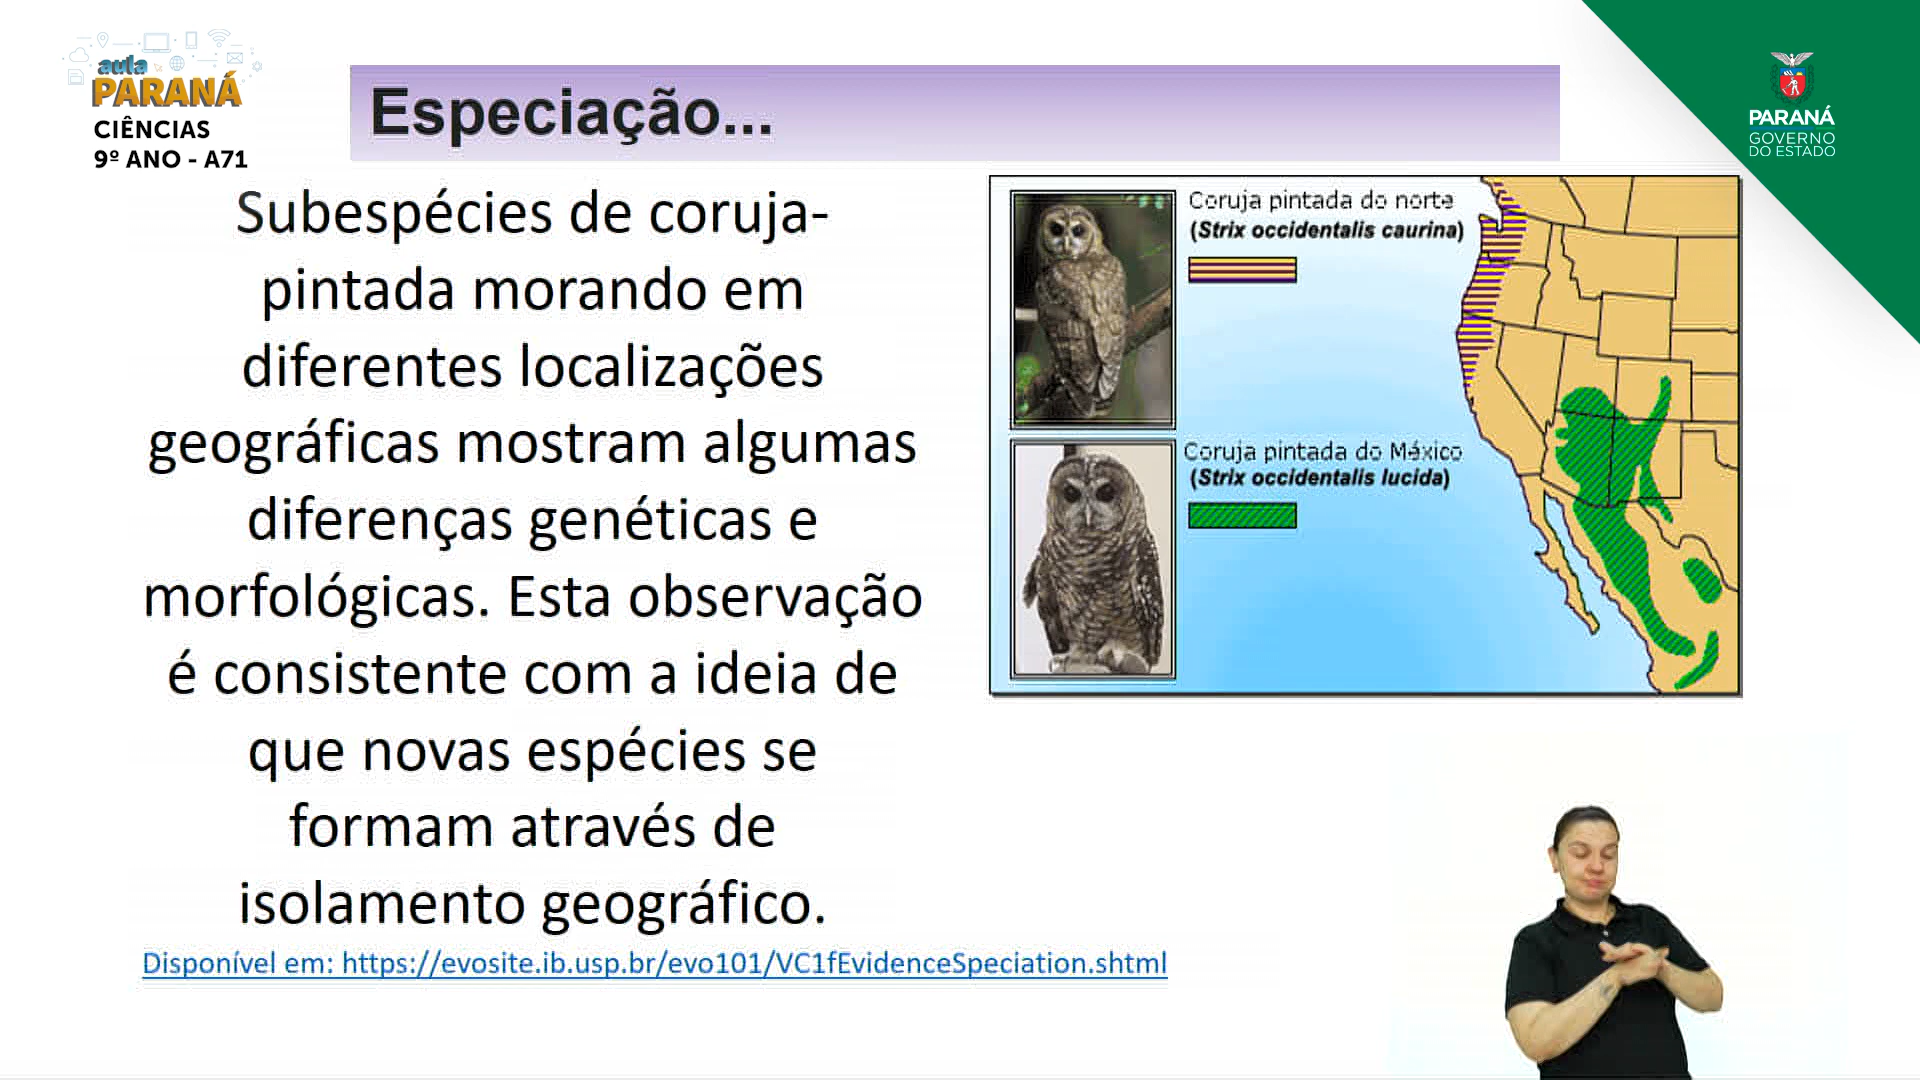 aula
PARANÁ
CIÊNCIAS
9º ANO - A71
Especiação...
PARANÁ
GOVERNO
DO ESTADO
Subespécies de coruja-
pintada morando em
diferentes localizações
geográficas mostram algumas
diferenças genéticas e
morfológicas. Esta observação
é consistente com a ideia de
que novas espécies se
formam através de
isolamento geográfico.
Disponível em: https://evosite.ib.usp.br/evo101/VC1fEvidenceSpeciation.shtml
Coruja pintada do norte
(Strix occidentalis caurina)
Coruja pintada do México
(Strix occidentalis lucida)